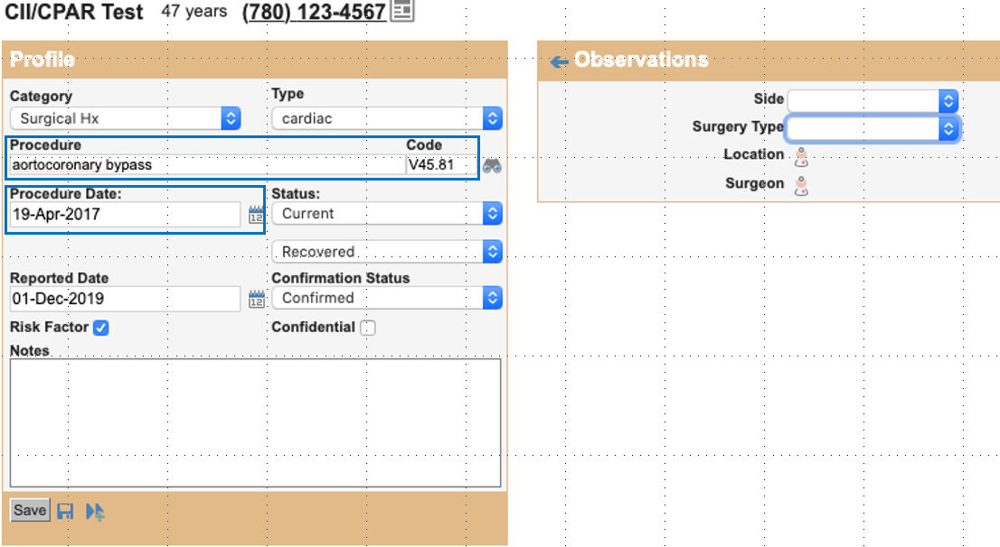 CII/CPAR Test 47 years (780) 123-4567
Profile
Category Type
Surgical Hx cardiac
Procedure Code
aortocoronary bypass V45.81
Procedure Date: Status:
19-Apr-2017 12 Current
Recovered
Reported Date Confirmation Status
01-Dec-2019 12 Confirmed
Risk Factor Confidential
Notes
Save
Observations
Side
Surgery Type
Location
Surgeon